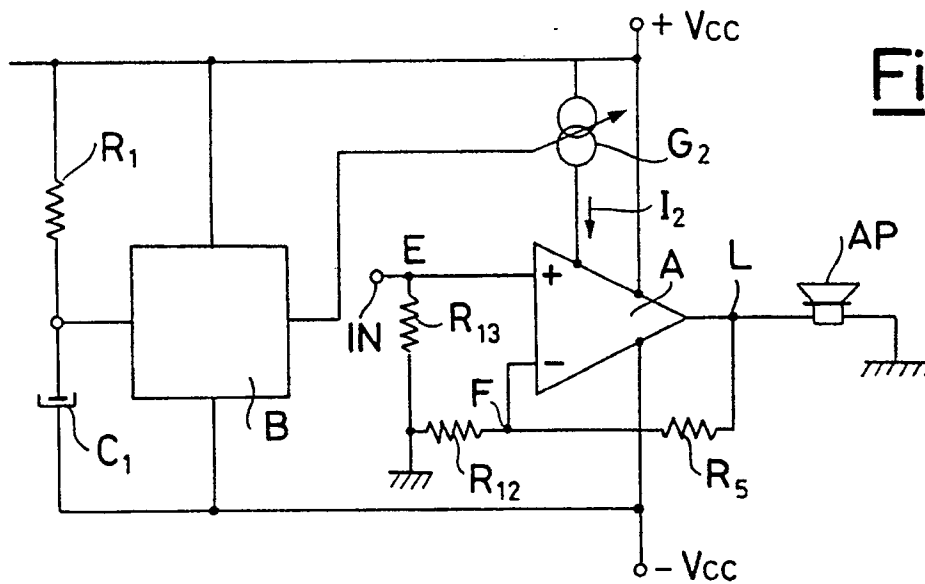 + Vcc
Fi
R₁
G₂
I₂
E
A
L
AP
+
IN
R₁₃
−
F
B
C₁
R₁₂
R₅
− Vcc